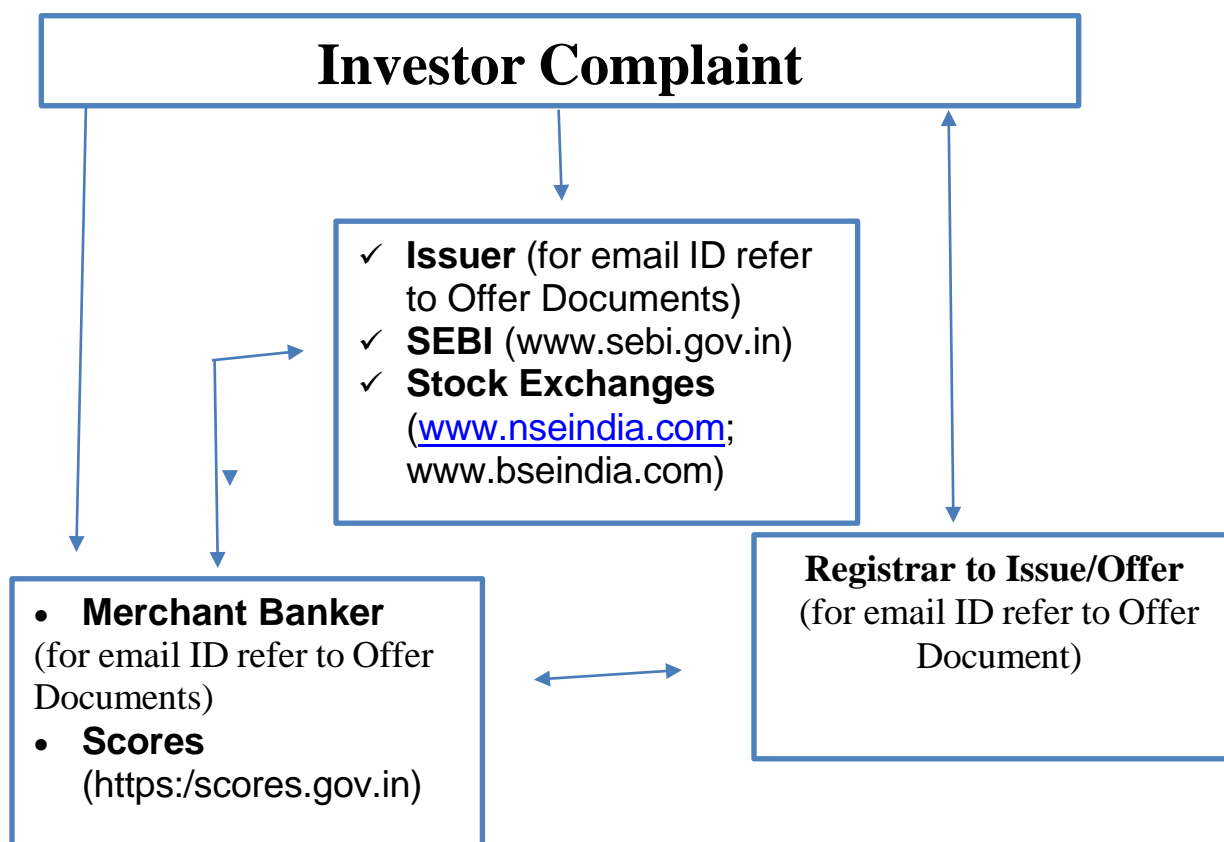 Investor Complaint
✓ Issuer (for email ID refer
to Offer Documents)
✓ SEBI (www.sebi.gov.in)
✓ Stock Exchanges
(www.nseindia.com;
www.bseindia.com)
• Merchant Banker
(for email ID refer to Offer
Documents)
• Scores
(https:/scores.gov.in)
Registrar to Issue/Offer
(for email ID refer to Offer
Document)